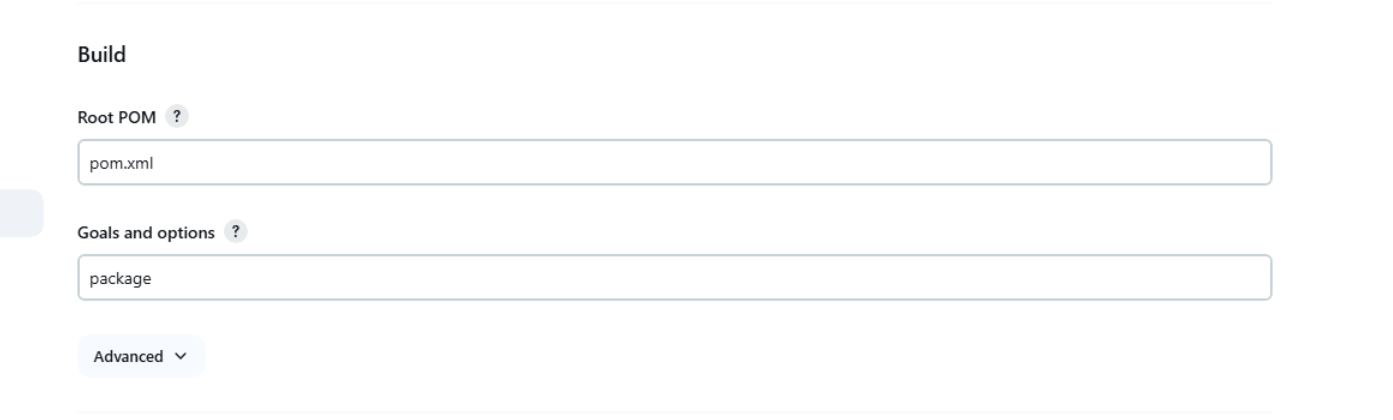 Build
Root POM ?
pom.xml
Goals and options ?
package
Advanced